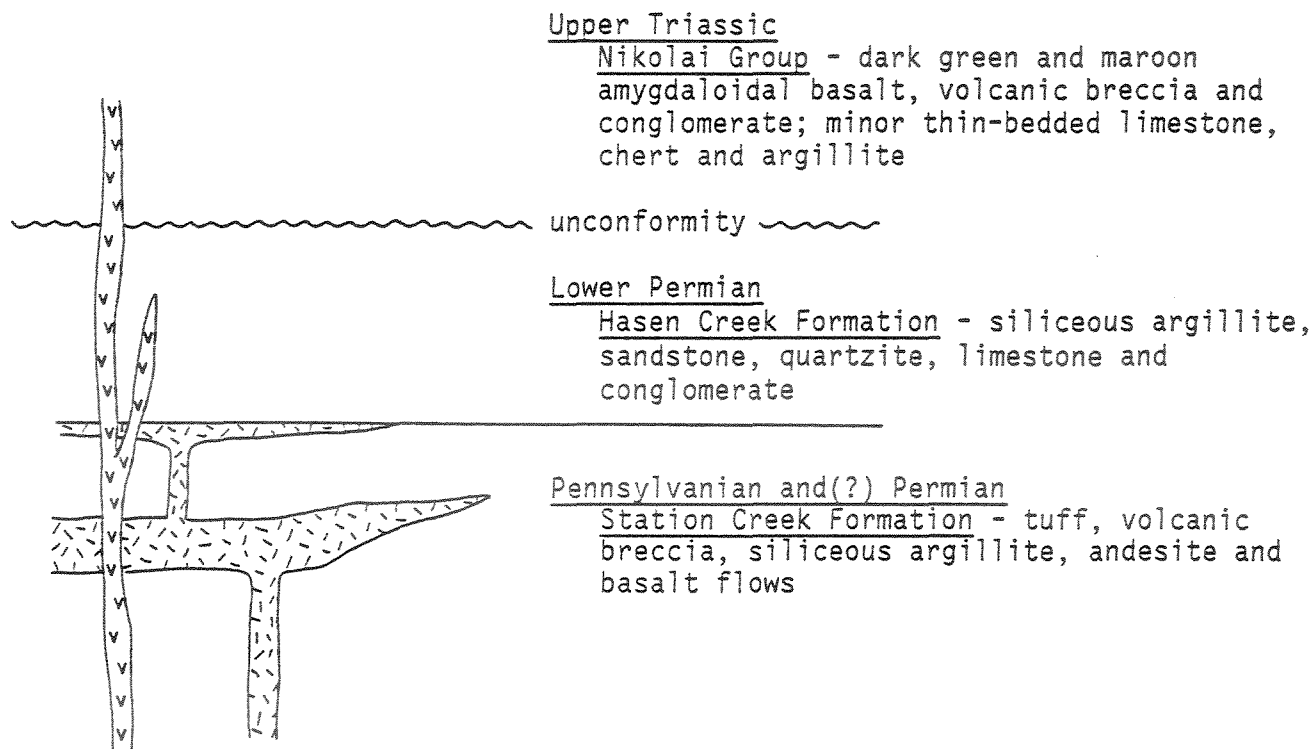 Upper Triassic
Nikolai Group - dark green and maroon
amygdaloidal basalt, volcanic breccia and
conglomerate; minor thin-bedded limestone,
chert and argillite
unconformity
Lower Permian
Hasen Creek Formation - siliceous argillite,
sandstone, quartzite, limestone and
conglomerate
Pennsylvanian and(?) Permian
Station Creek Formation - tuff, volcanic
breccia, siliceous argillite, andesite and
basalt flows